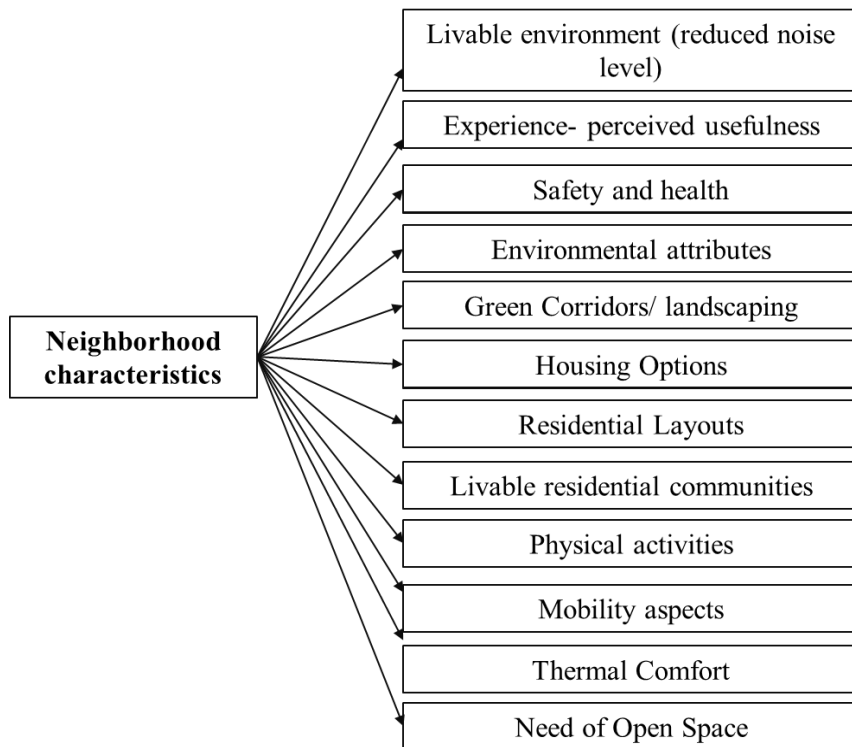 Livable environment (reduced noise
level)
Experience- perceived usefulness
Safety and health
Environmental attributes
Green Corridors/ landscaping
Neighborhood
characteristics
Housing Options
Residential Layouts
Livable residential communities
Physical activities
Mobility aspects
Thermal Comfort
Need of Open Space